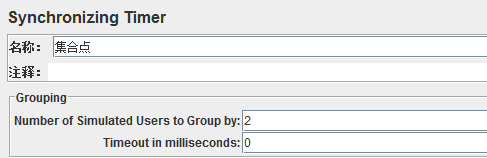 Synchronizing Timer
名称： 集合点
注释：
Grouping
Number of Simulated Users to Group by: 2
Timeout in milliseconds: 0